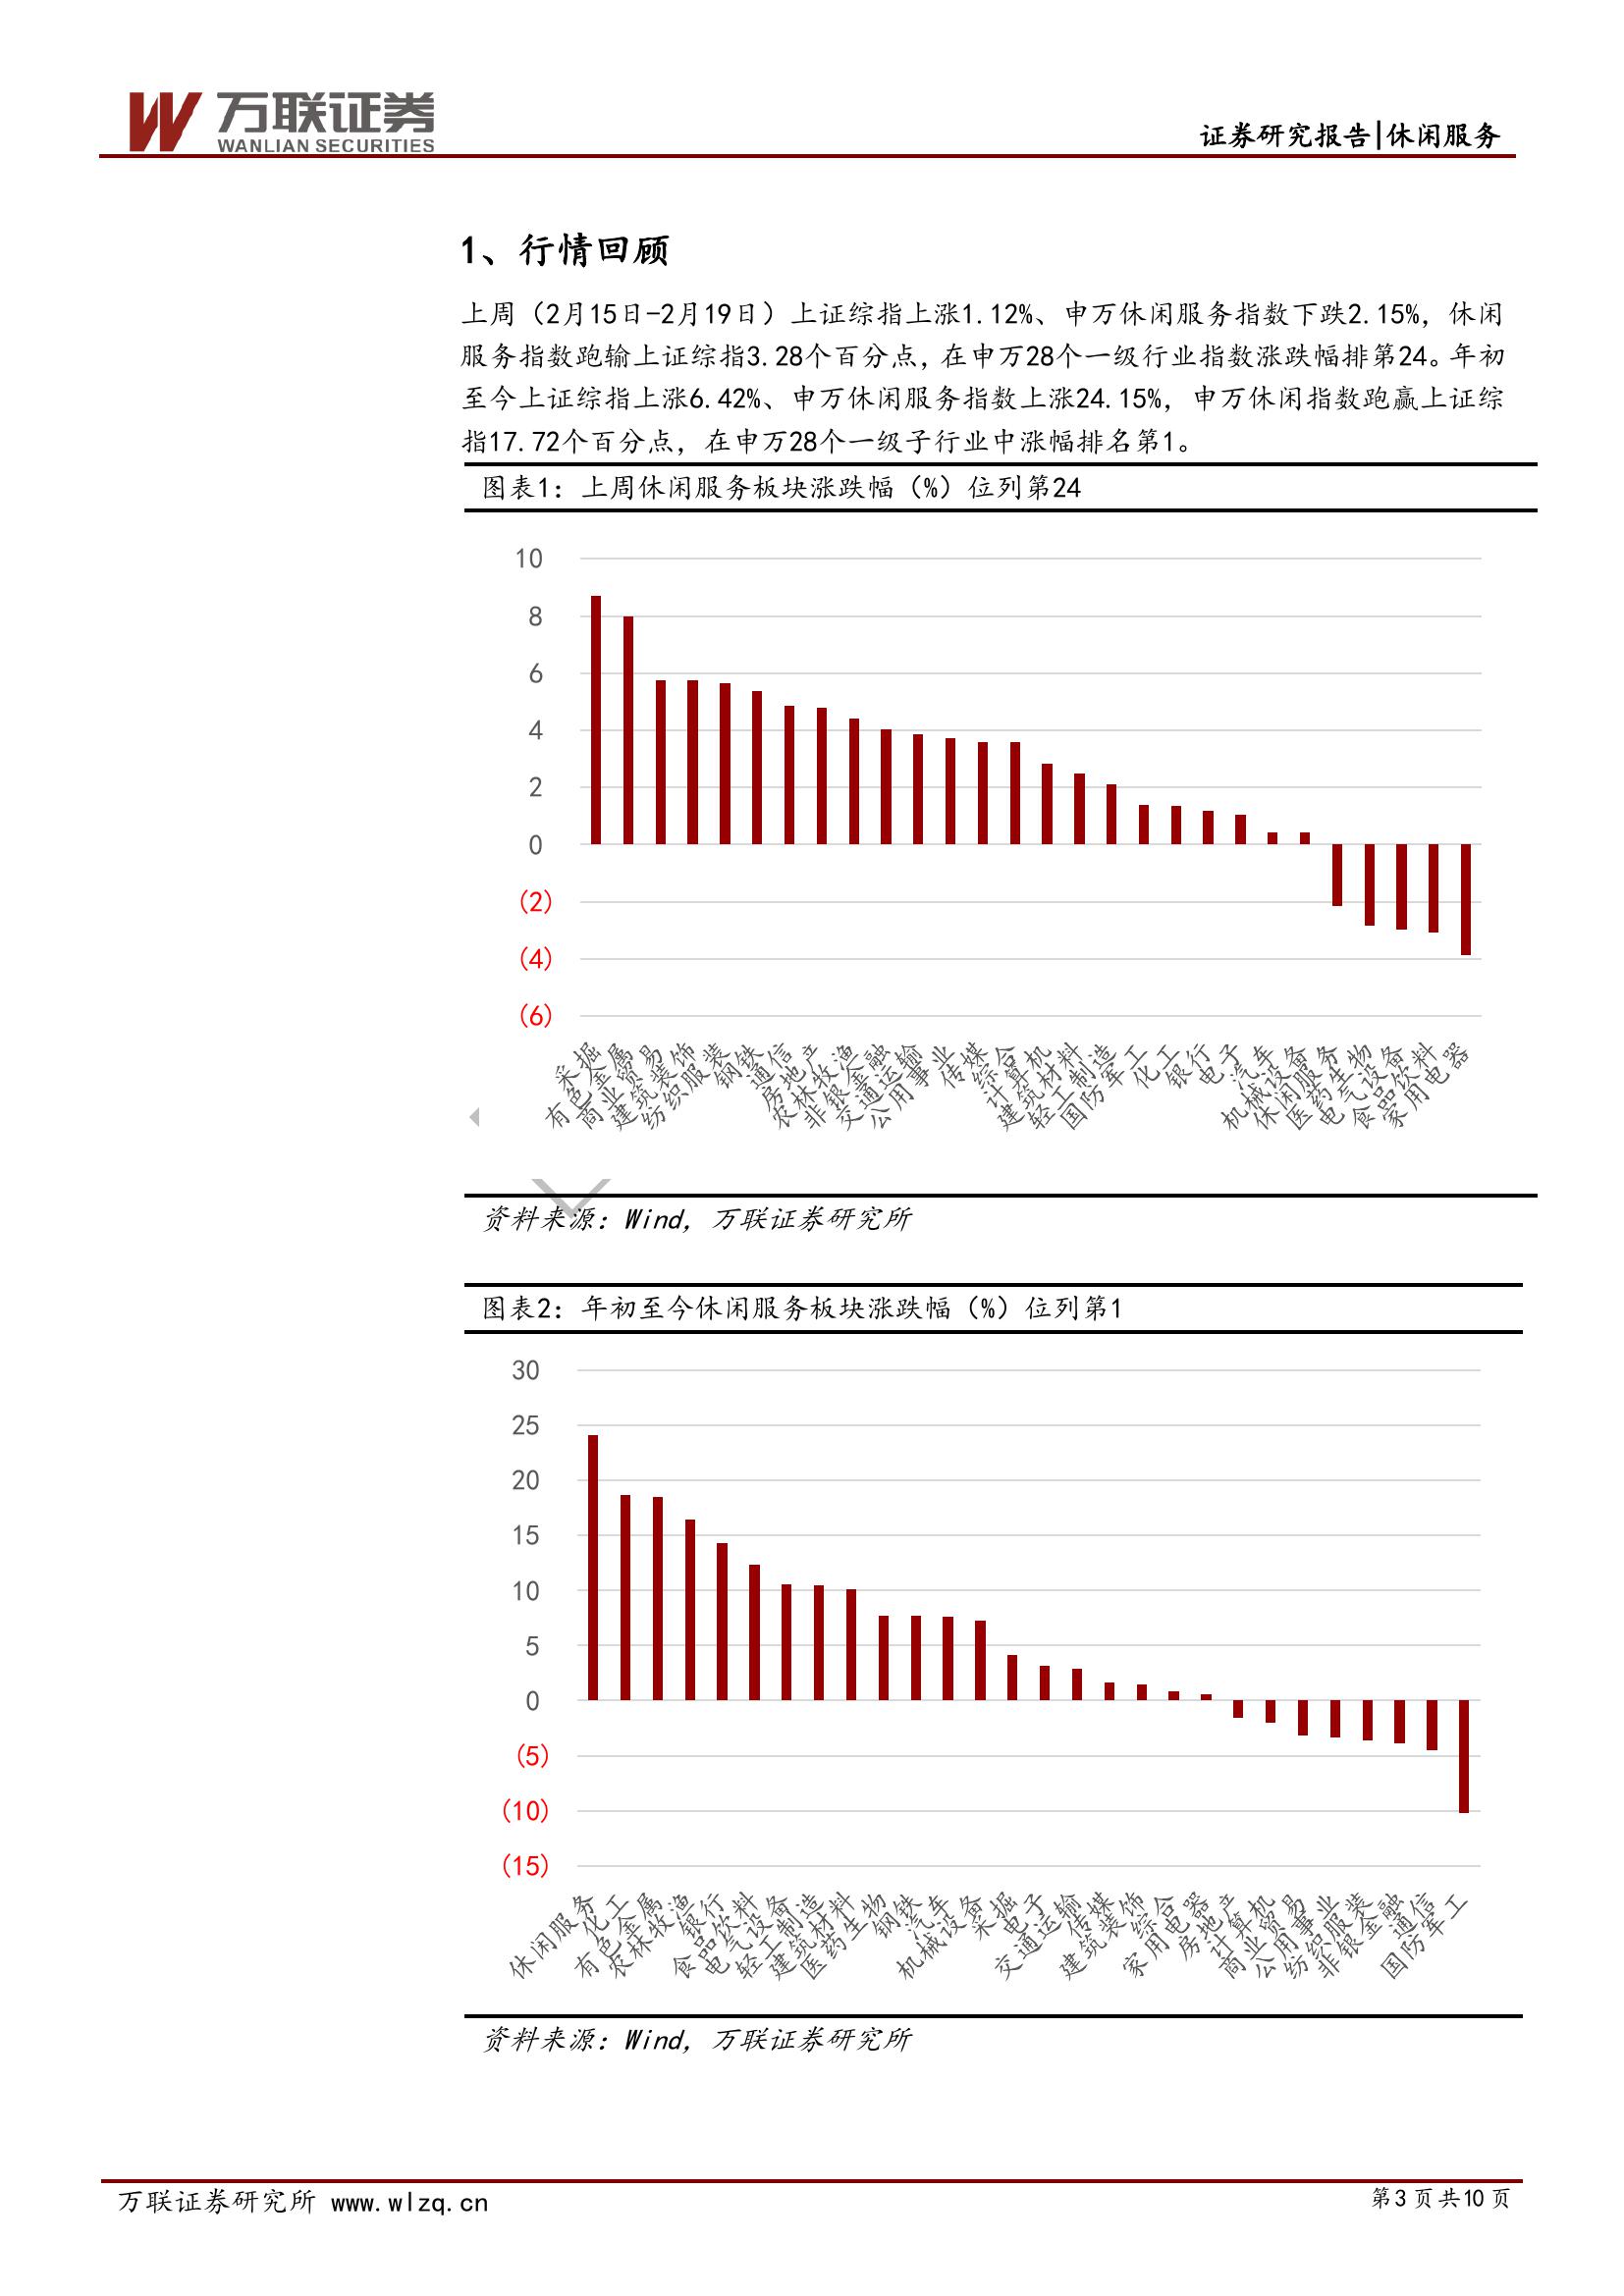 万联证券
WANLIAN SECURITIES
证券研究报告|休闲服务
1、行情回顾
上周（2月15日-2月19日）上证综指上涨1.12%、申万休闲服务指数下跌2.15%，休闲
服务指数跑输上证综指3.28个百分点，在申万28个一级行业指数涨跌幅排第24。年初
至今上证综指上涨6.42%、申万休闲服务指数上涨24.15%，申万休闲指数跑赢上证综
指17.72个百分点，在申万28个一级子行业中涨幅排名第1。
图表1：上周休闲服务板块涨跌幅（%）位列第24
10
8
6
4
2
0
(2)
(4)
(6)
采掘
有色金属
商业贸易
建筑装饰
纺织服装
钢铁
通信
房地产
农林牧渔
非银金融
交通运输
公用事业
传媒
综合
计算机
建筑材料
轻工制造
国防军工
化工
银行
电子
汽车
机械设备
休闲服务
医药生物
电气设备
食品饮料
家用电器
资料来源：Wind，万联证券研究所
图表2：年初至今休闲服务板块涨跌幅（%）位列第1
30
25
20
15
10
5
0
(5)
(10)
(15)
休闲服务
化工
有色金属
农林牧渔
银行
食品饮料
电气设备
轻工制造
建筑材料
医药生物
钢铁
汽车
机械设备
采掘
电子
交通运输
传媒
建筑装饰
综合
家用电器
房地产
计算机
商业贸易
公用事业
纺织服装
非银金融
通信
国防军工
资料来源：Wind，万联证券研究所
万联证券研究所 www.wlzq.cn
第3页共10页